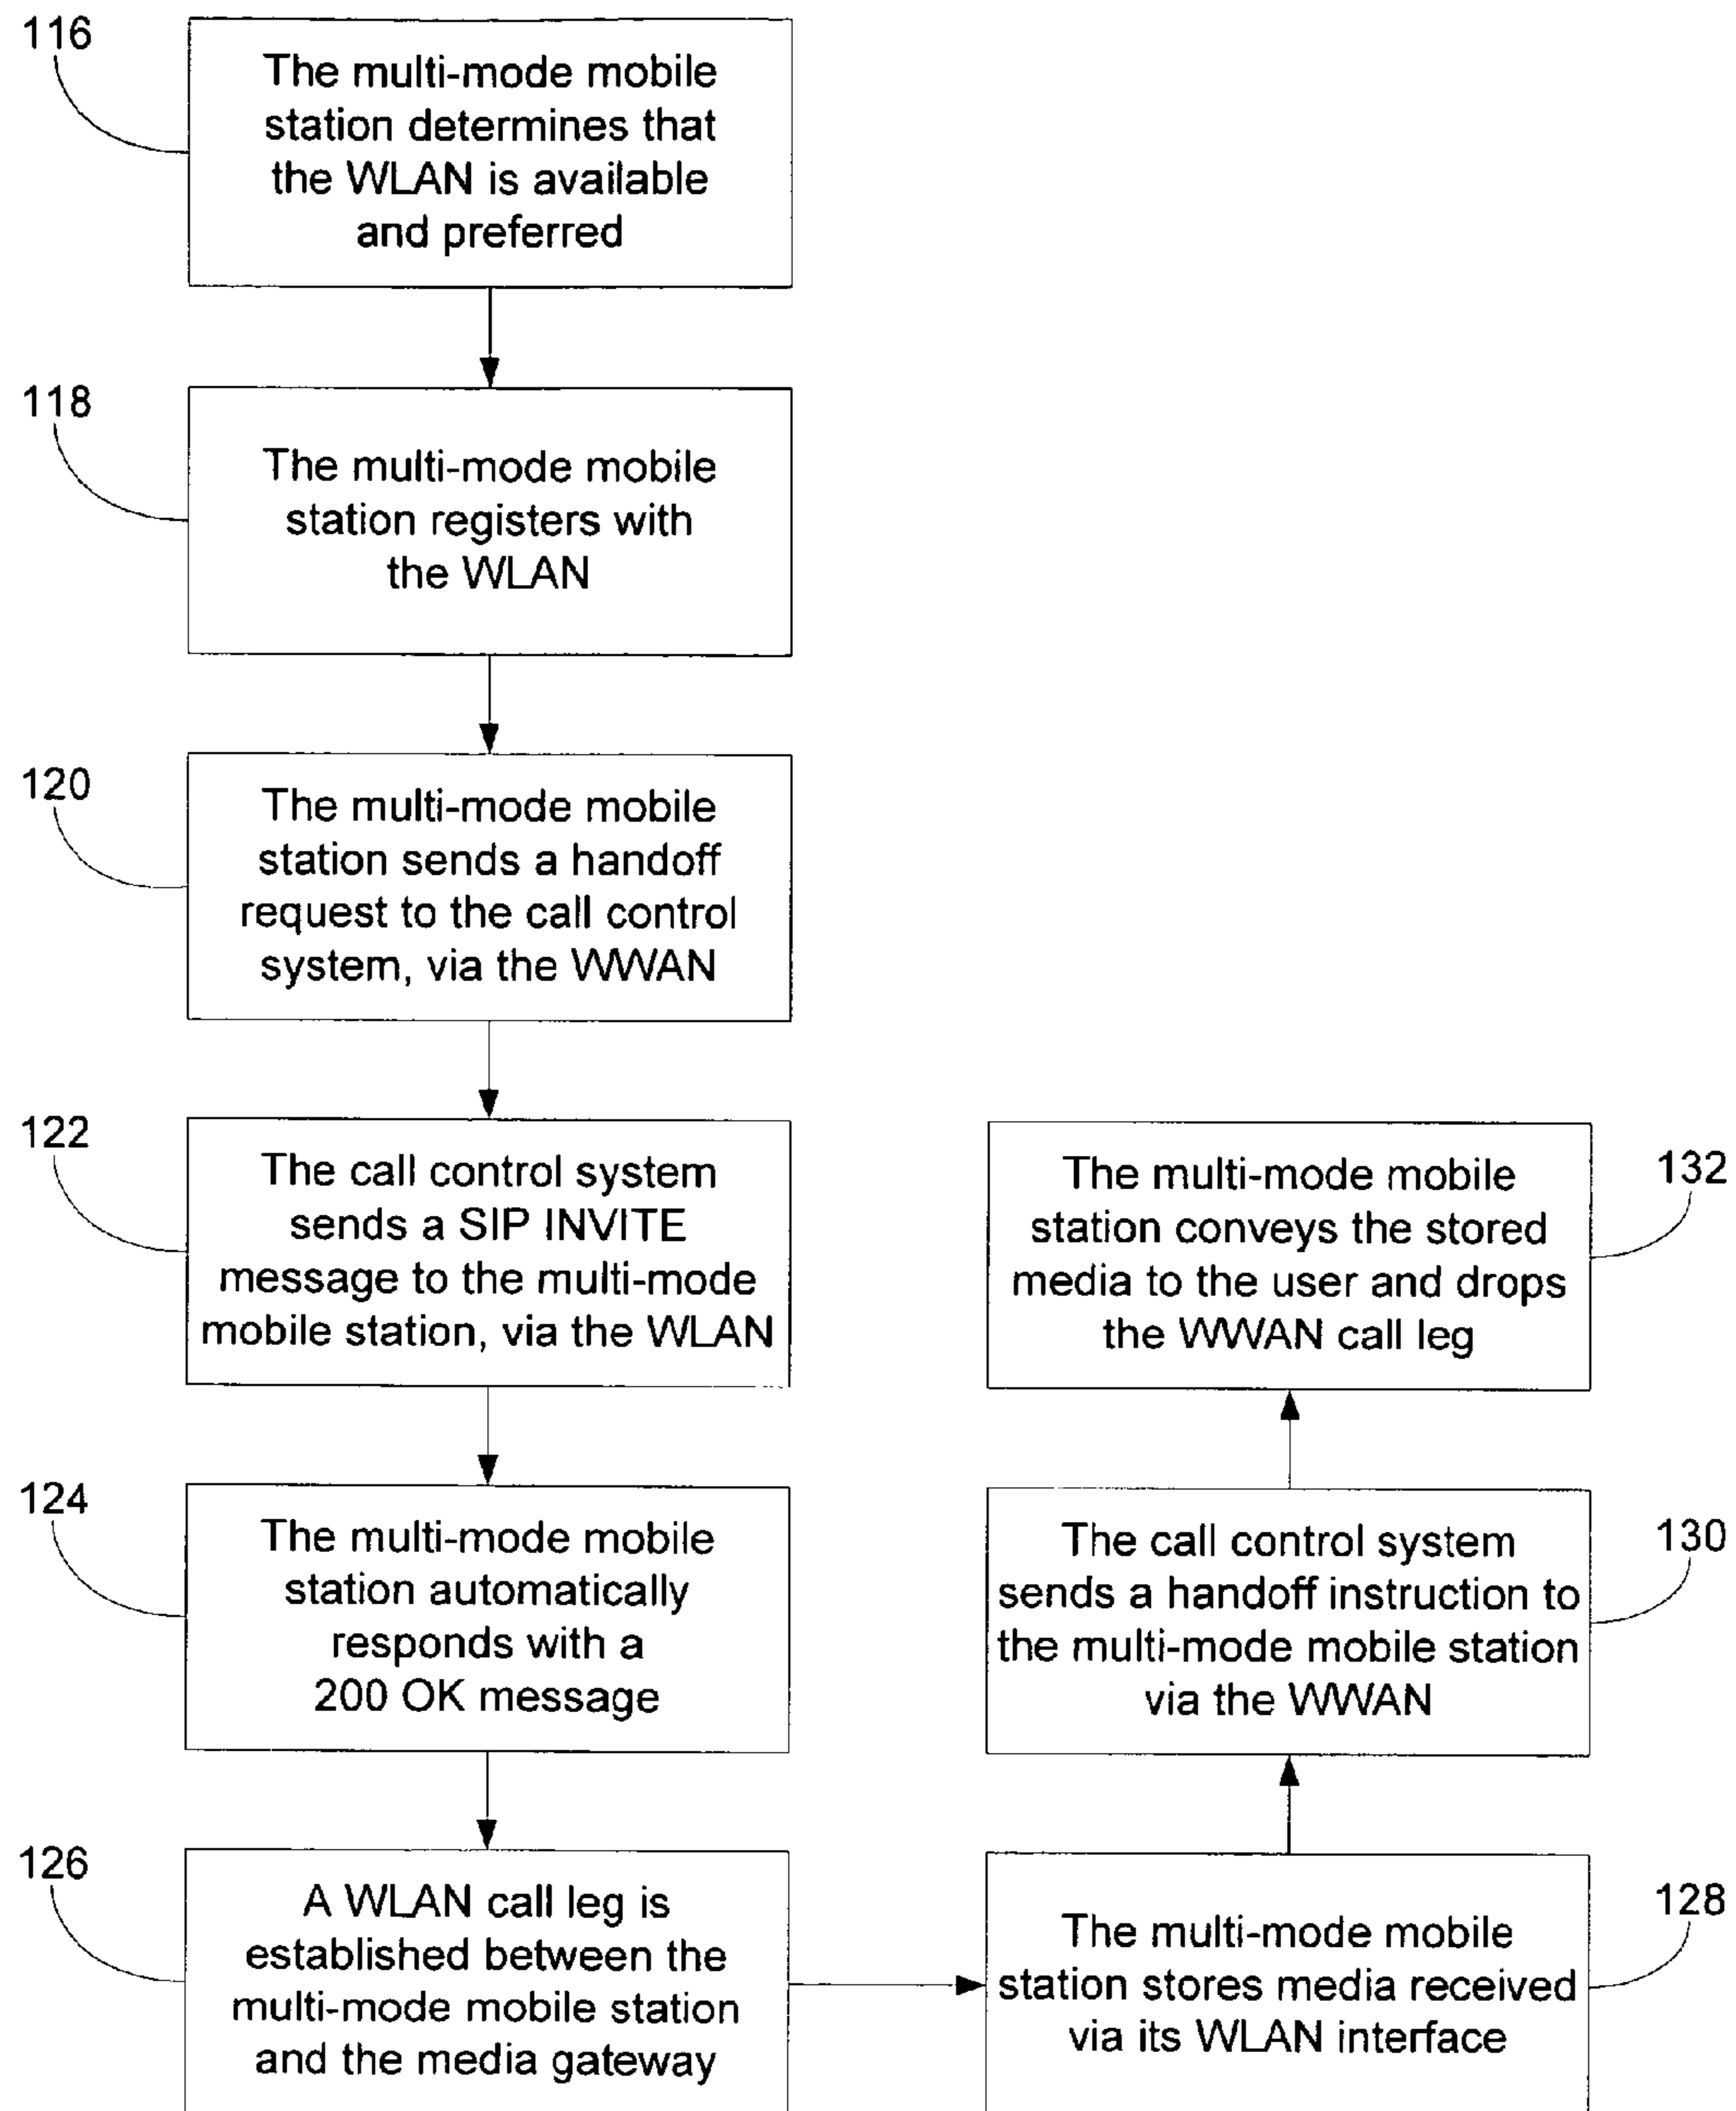 116
The multi-mode mobile
station determines that
the WLAN is available
and preferred
118
The multi-mode mobile
station registers with
the WLAN
120
The multi-mode mobile
station sends a handoff
request to the call control
system, via the WWAN
122
The call control system
sends a SIP INVITE
message to the multi-mode
mobile station, via the WLAN
124
The multi-mode mobile
station automatically
responds with a
200 OK message
126
A WLAN call leg is
established between the
multi-mode mobile station
and the media gateway
128
The multi-mode mobile
station stores media received
via its WLAN interface
130
The call control system
sends a handoff instruction to
the multi-mode mobile station
via the WWAN
132
The multi-mode mobile
station conveys the stored
media to the user and drops
the WWAN call leg